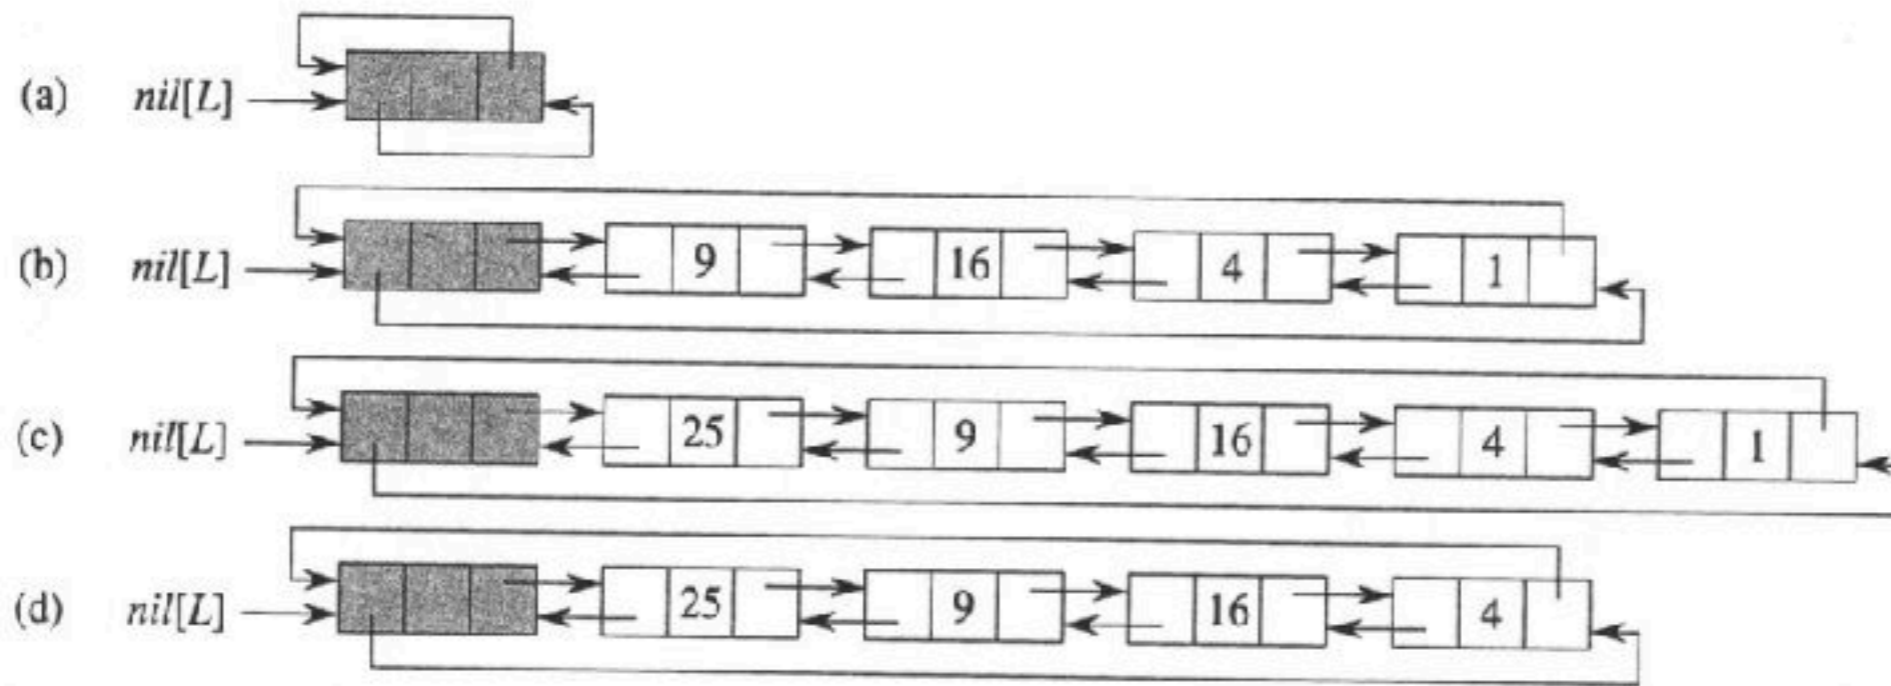 (a) nil[L]
(b) nil[L] 9 16 4 1
(c) nil[L] 25 9 16 4 1
(d) nil[L] 25 9 16 4